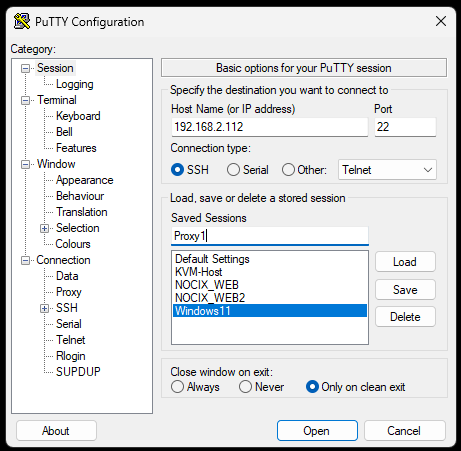 PuTTY Configuration
Category:
Session
Logging
Terminal
Keyboard
Bell
Features
Window
Appearance
Behaviour
Translation
Selection
Colours
Connection
Data
Proxy
SSH
Serial
Telnet
Rlogin
SUPDUP
Basic options for your PuTTY session
Specify the destination you want to connect to
Host Name (or IP address) Port
192.168.2.112 22
Connection type:
SSH Serial Other: Telnet
Load, save or delete a stored session
Saved Sessions
Proxy1
Default Settings
KVM-Host
NOCIX_WEB
NOCIX_WEB2
Windows11
Load
Save
Delete
Close window on exit:
Always Never Only on clean exit
About Open Cancel